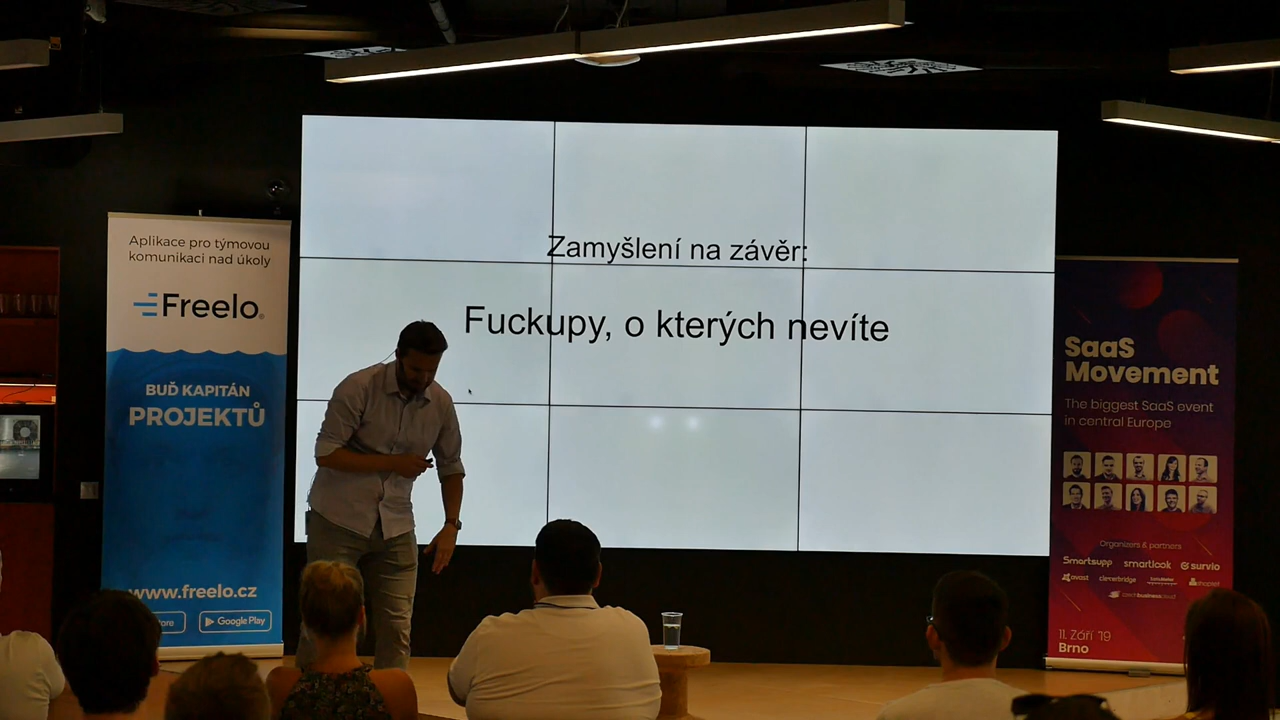 Aplikace pro týmovou
komunikaci nad úkoly
Freelo
BUĎ KAPITÁN
PROJEKTŮ
www.freelo.cz
Google Play
Zamyšlení na závěr:
Fuckupy, o kterých nevíte
SaaS
Movement
The biggest SaaS event
in central Europe
Organizers & partners
Smartsupp smartlook survio
avast cleverbridge
11. Září '19
Brno